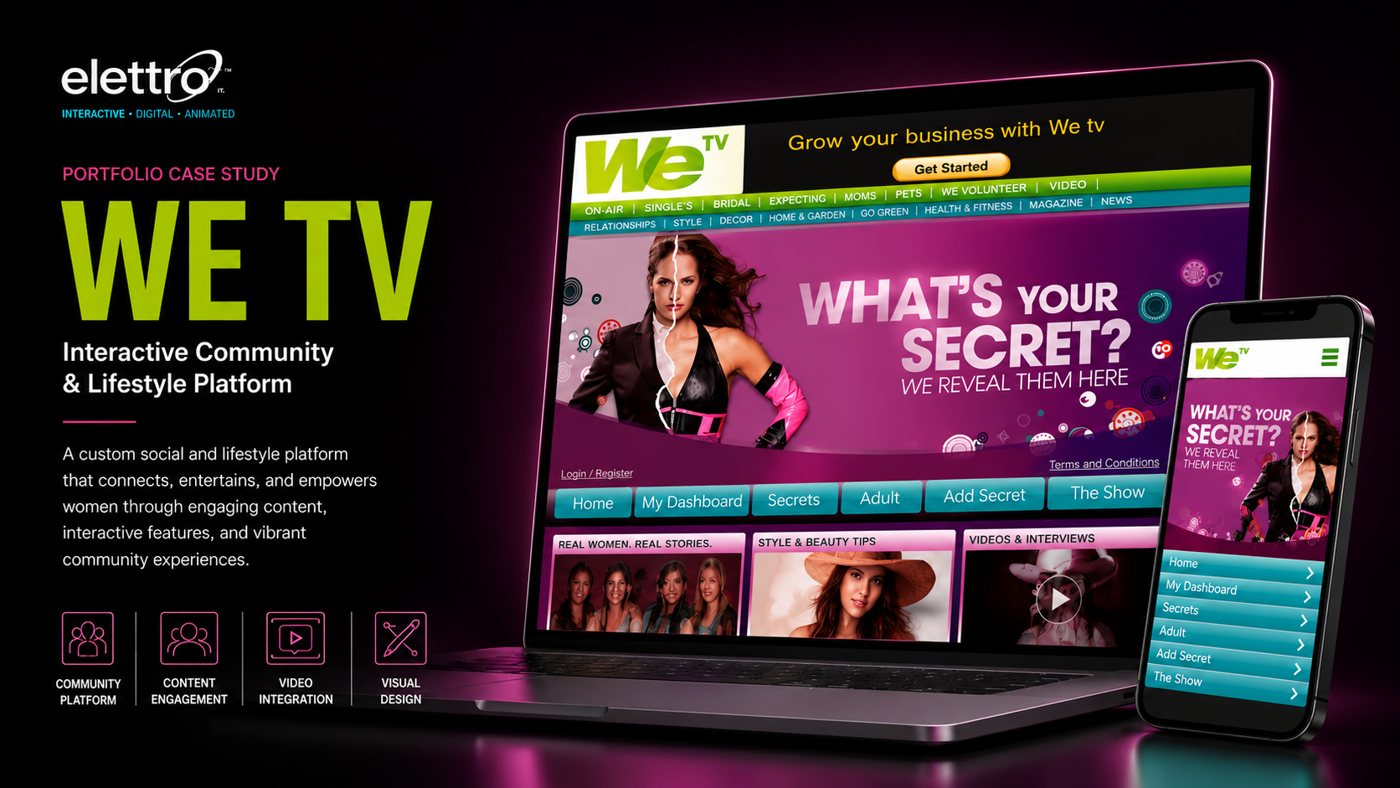 elettro™
IT.
INTERACTIVE • DIGITAL • ANIMATED
PORTFOLIO CASE STUDY
WE TV
Interactive Community
& Lifestyle Platform
A custom social and lifestyle platform
that connects, entertains, and empowers
women through engaging content,
interactive features, and vibrant
community experiences.
COMMUNITY
PLATFORM
CONTENT
ENGAGEMENT
VIDEO
INTEGRATION
VISUAL
DESIGN
We TV
Grow your business with We tv
Get Started
ON-AIR | SINGLE'S | BRIDAL | EXPECTING | MOMS | PETS | WE VOLUNTEER | VIDEO |
RELATIONSHIPS | STYLE | DECOR | HOME & GARDEN | GO GREEN | HEALTH & FITNESS | MAGAZINE | NEWS
WHAT'S YOUR
SECRET?
WE REVEAL THEM HERE
Login / Register
Terms and Conditions
Home
My Dashboard
Secrets
Adult
Add Secret
The Show
REAL WOMEN. REAL STORIES.
STYLE & BEAUTY TIPS
VIDEOS & INTERVIEWS
We TV
WHAT'S YOUR
SECRET?
WE REVEAL
THEM HERE
Home
My Dashboard
Secrets
Adult
Add Secret
The Show